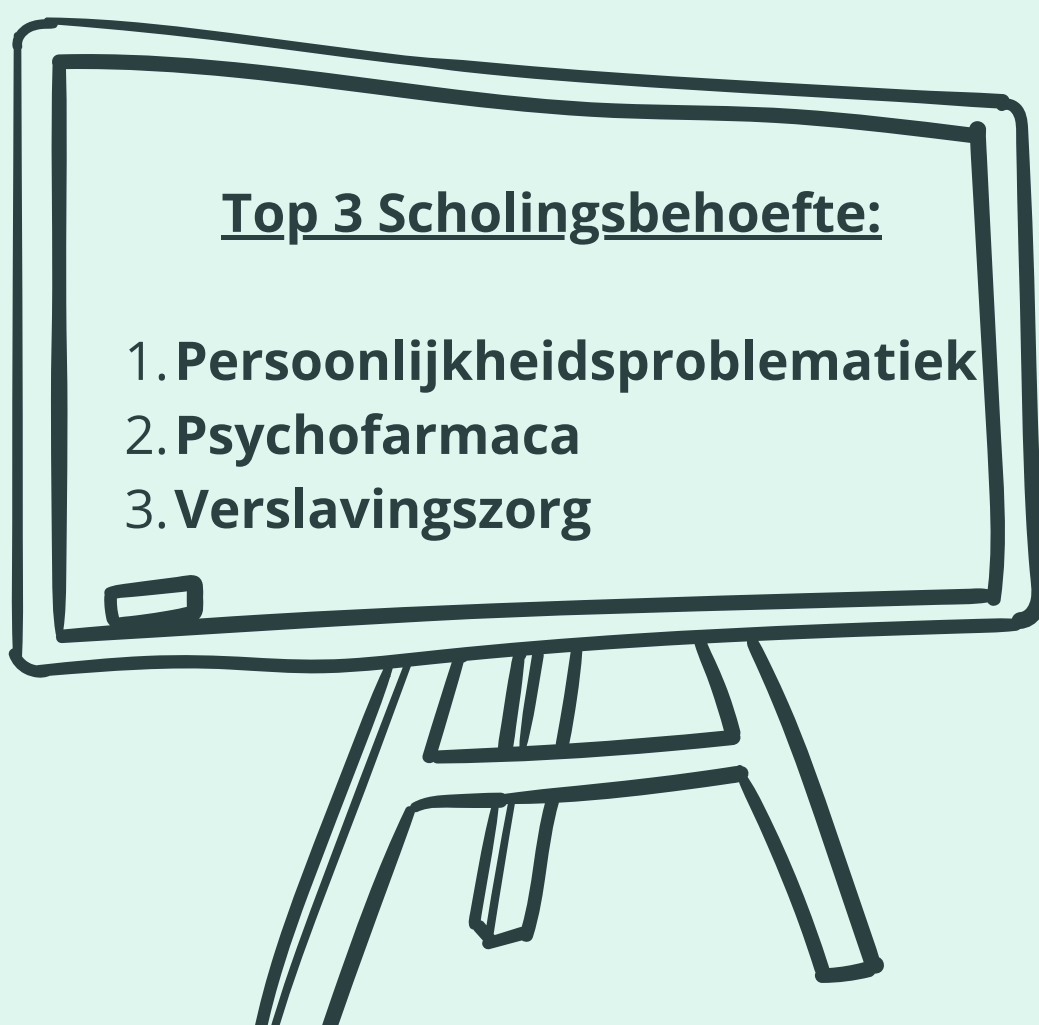 Top 3 Scholingsbehoefte:
1. Persoonlijkheidsproblematiek
2. Psychofarmaca
3. Verslavingszorg